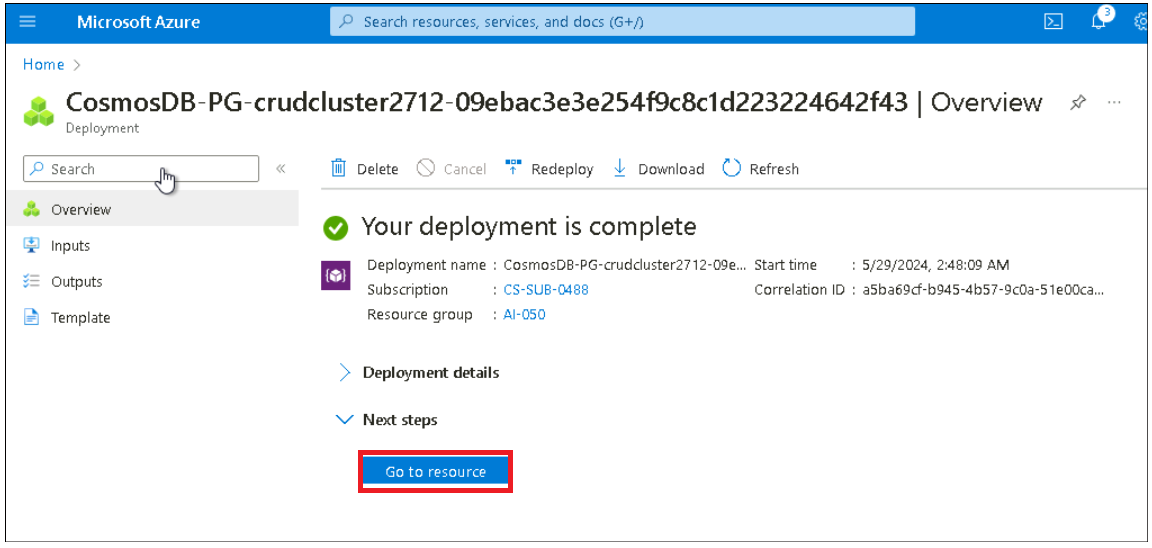 Microsoft Azure
Search resources, services, and docs (G+/)
3
Home >
CosmosDB-PG-crudcluster2712-09ebac3e3e254f9c8c1d223224642f43 | Overview
Deployment
Search
Delete
Cancel
Redeploy
Download
Refresh
Overview
Inputs
Outputs
Template
Your deployment is complete
Deployment name : CosmosDB-PG-crudcluster2712-09e...
Start time : 5/29/2024, 2:48:09 AM
Subscription : CS-SUB-0488
Correlation ID : a5ba69cf-b945-4b57-9c0a-51e00ca...
Resource group : AI-050
Deployment details
Next steps
Go to resource